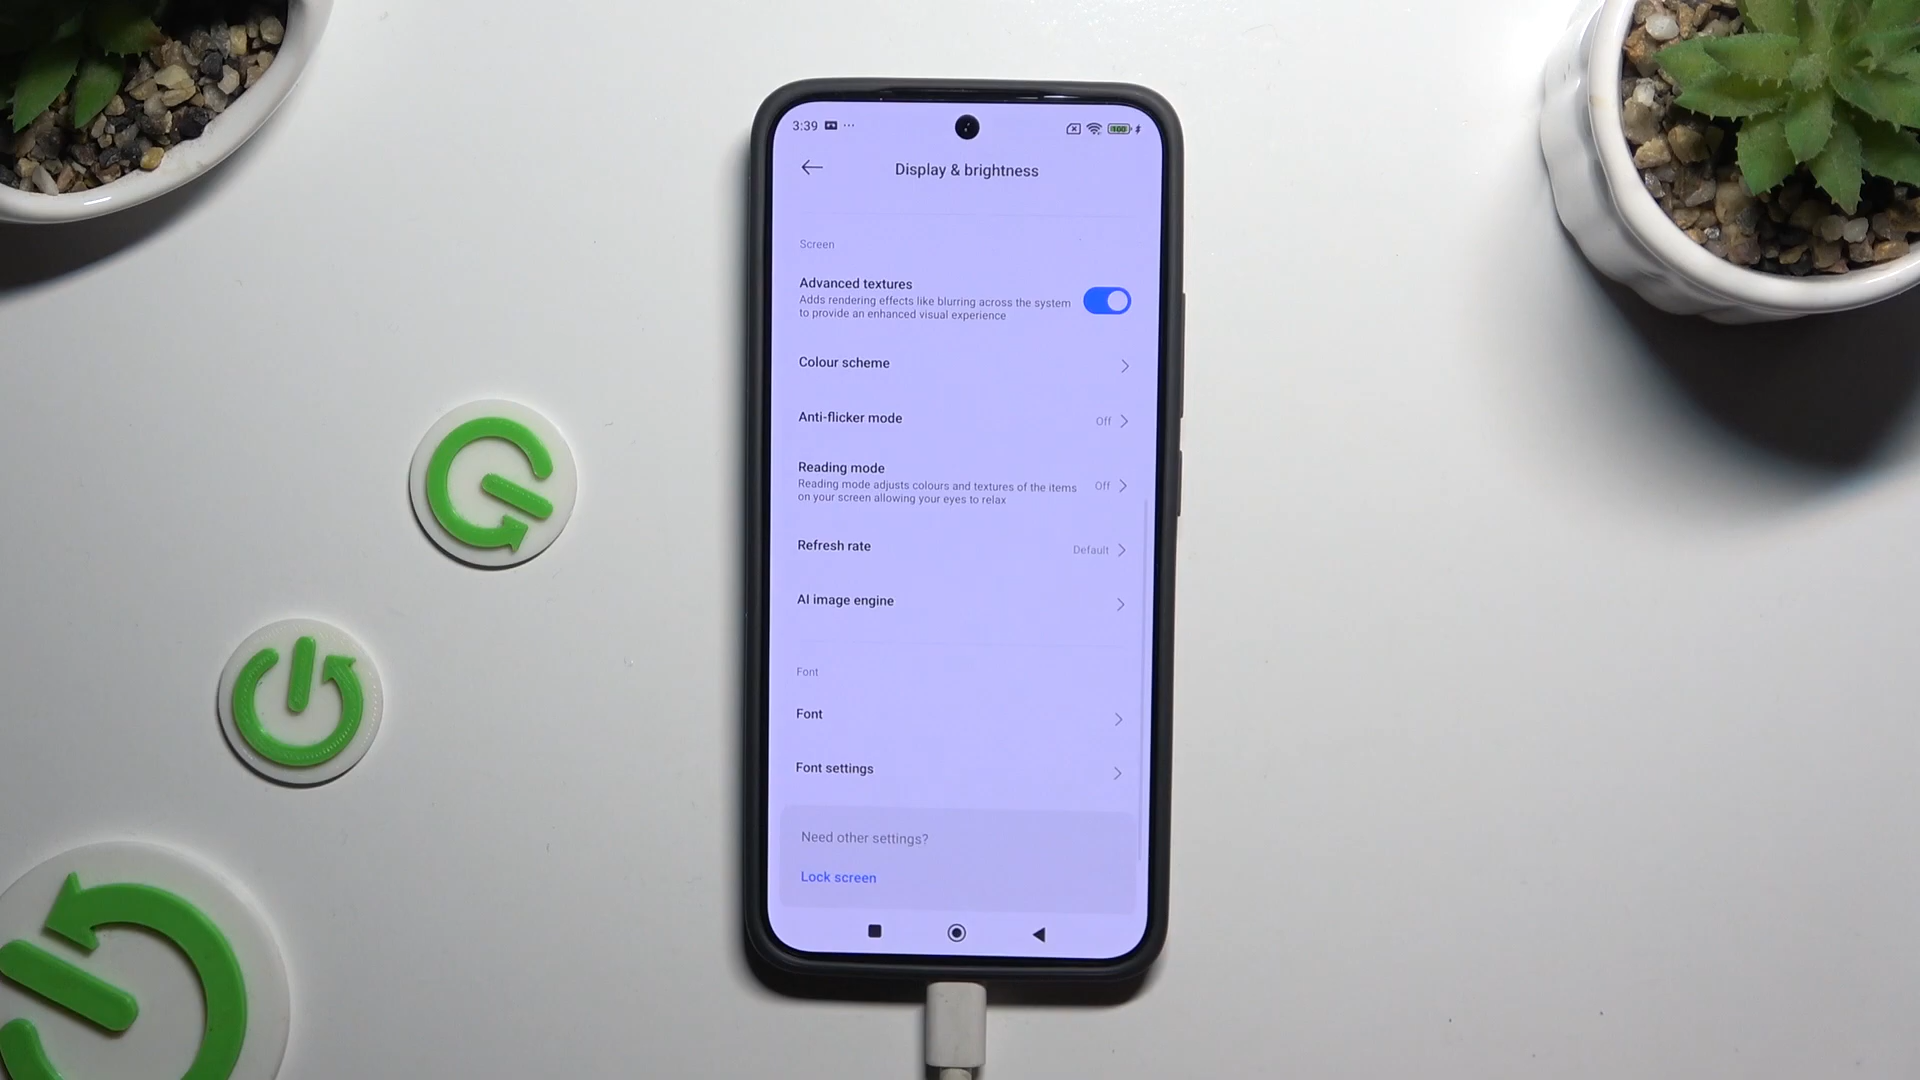 3:39 ...
100
Display & brightness
Screen
Advanced textures
Adds rendering effects like blurring across the system
to provide an enhanced visual experience
Colour scheme
Anti-flicker mode
Off
Reading mode
Reading mode adjusts colours and textures of the items
on your screen allowing your eyes to relax
Off
Refresh rate
Default
AI image engine
Font
Font
Font settings
Need other settings?
Lock screen